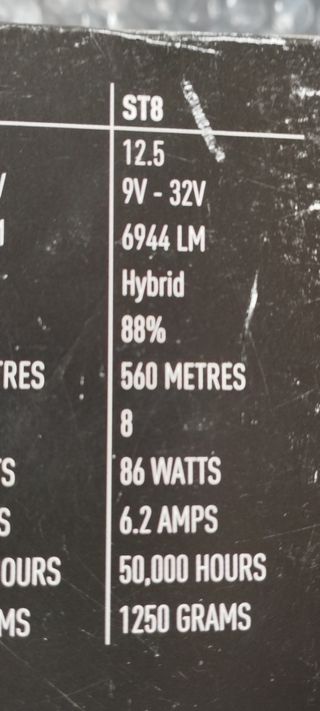 ST8
12.5
9V - 32V
6944 LM
Hybrid
88%
TRES 560 METRES
8
S 86 WATTS
S 6.2 AMPS
OURS 50,000 HOURS
MS 1250 GRAMS